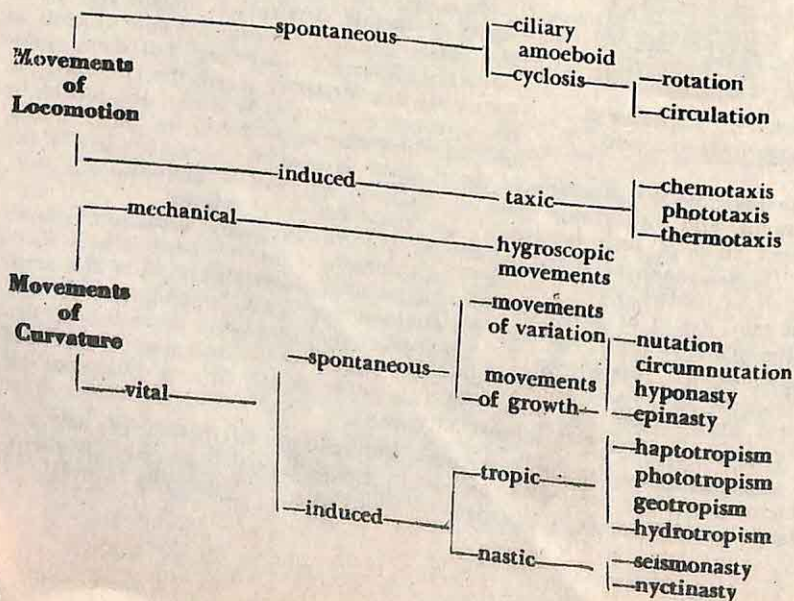 spontaneous
ciliary
amoeboid
cyclosis
rotation
circulation
Movements
of
Locomotion
induced
taxic
chemotaxis
phototaxis
thermotaxis
mechanical
hygroscopic
movements
Movements
of
Curvature
vital
spontaneous
movements
of variation
movements
of growth
nutation
circumnutation
hyponasty
epinasty
induced
tropic
haptotropism
phototropism
geotropism
hydrotropism
nastic
seismonasty
nyctinasty